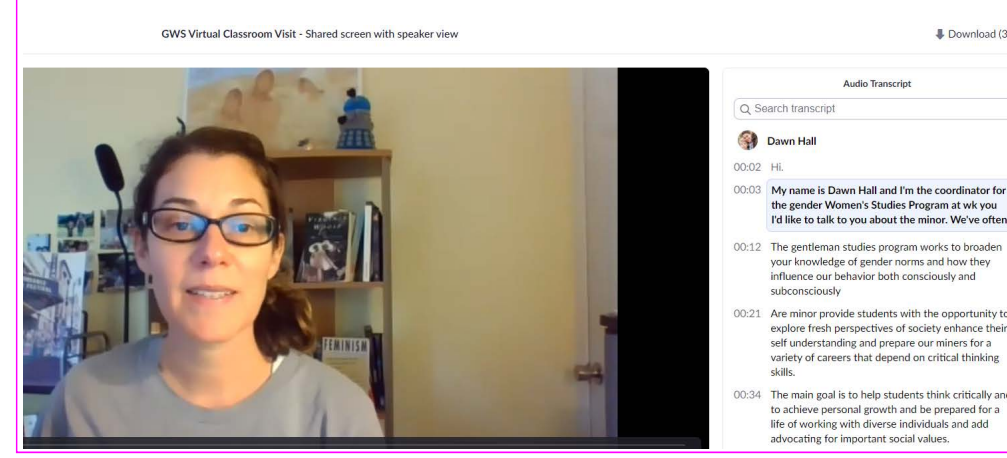 GWS Virtual Classroom Visit - Shared screen with speaker view
Download (3
Audio Transcript
Search transcript
Dawn Hall
00:02 Hi.
00:03 My name is Dawn Hall and I'm the coordinator for
the gender Women's Studies Program at wk you
I'd like to talk to you about the minor. We've often
00:12 The gentleman studies program works to broaden
your knowledge of gender norms and how they
influence our behavior both consciously and
subconsciously
00:21 Are minor provide students with the opportunity to
explore fresh perspectives of society enhance their
self understanding and prepare our miners for a
variety of careers that depend on critical thinking
skills.
00:34 The main goal is to help students think critically and
to achieve personal growth and be prepared for a
life of working with diverse individuals and add
advocating for important social values.
FEMINISM